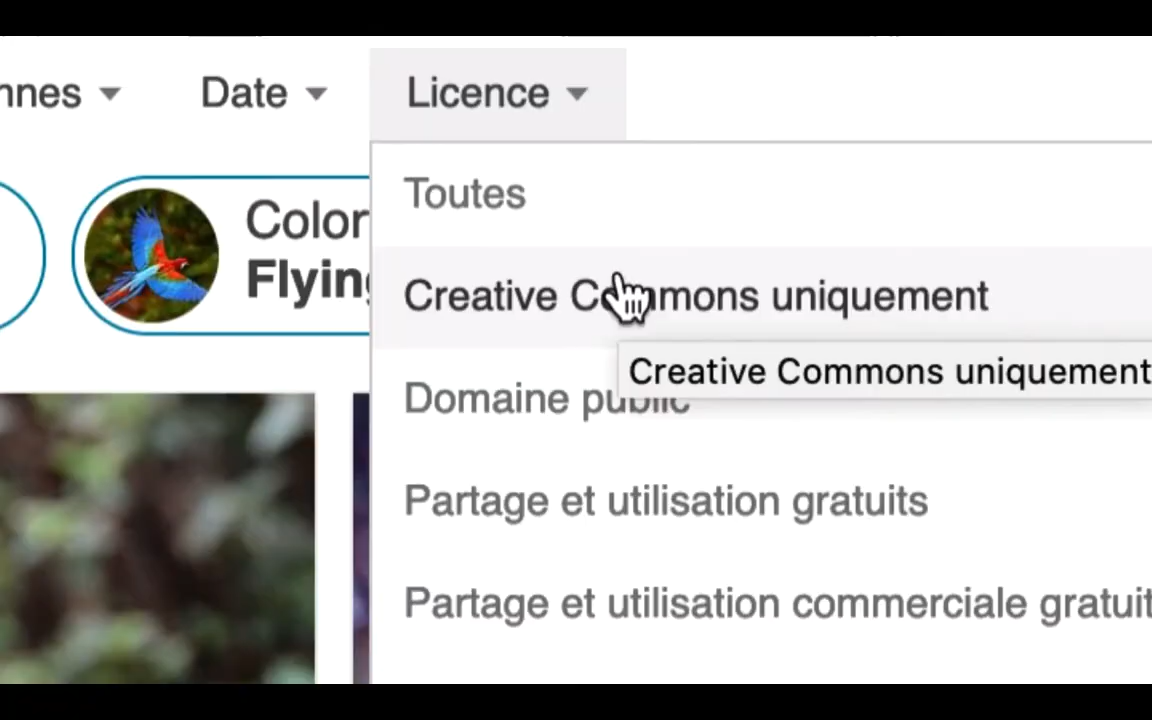 nnes Date Licence
Toutes
Color
Flying
Creative Commons uniquement
Creative Commons uniquement
Domaine public
Partage et utilisation gratuits
Partage et utilisation commerciale gratuit